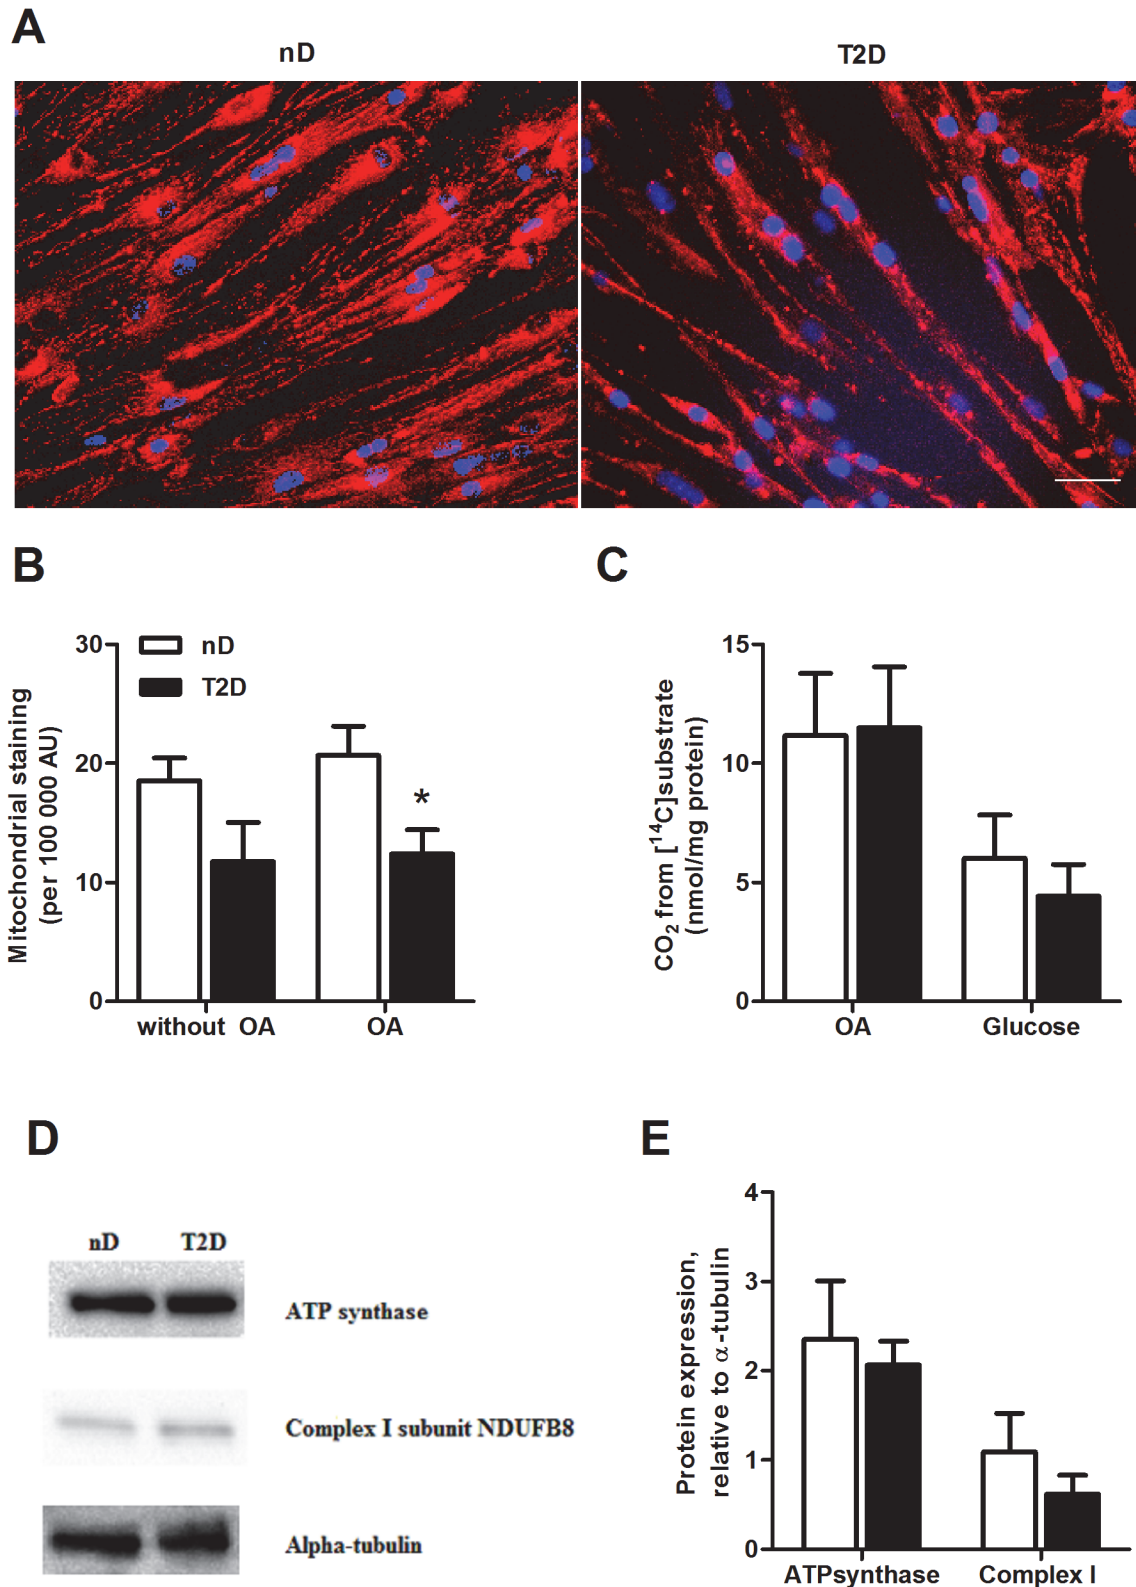 A
nD
T2D
B
C
30
20
10
0
Mitochondrial staining
(per 100 000 AU)
nD
T2D
*
without OA
OA
15
10
5
0
CO₂ from [¹⁴C]substrate
(nmol/mg protein)
OA
Glucose
D
E
nD
T2D
ATP synthase
Complex I subunit NDUFB8
Alpha-tubulin
4
3
2
1
0
Protein expression,
relative to α-tubulin
ATPsynthase
Complex I